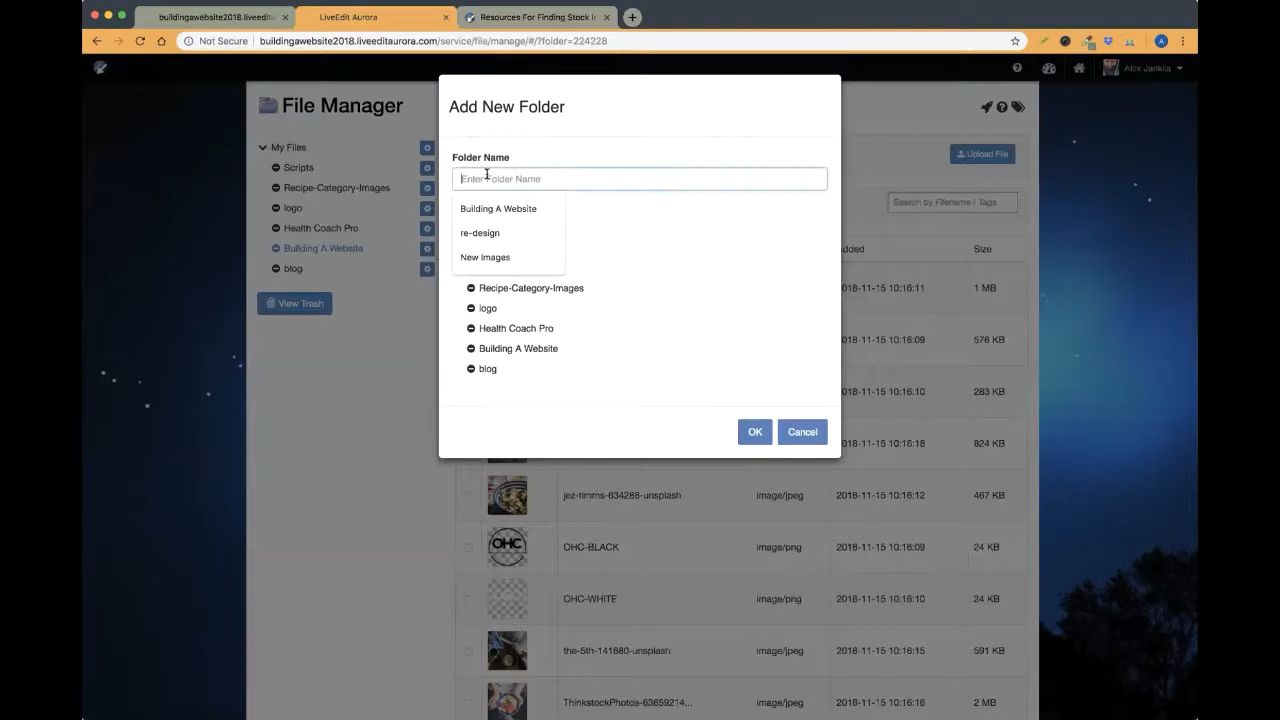 buildingawebsite2018.liveedit
LiveEdit Aurora
Resources For Finding Stock I
Not Secure
buildingawebsite2018.liveeditaurora.com/service/file/manage/#/?folder=224228
A
Alex Jankita
File Manager
My Files
Scripts
Recipe-Category-Images
logo
Health Coach Pro
Building A Website
blog
View Trash
Add New Folder
Folder Name
Enter Folder Name
Building A Website
re-design
New Images
Recipe-Category-Images
logo
Health Coach Pro
Building A Website
blog
OK
Cancel
Upload File
Search by Filename / Tags
dded
Size
018-11-15 10:16:11
1 MB
018-11-15 10:16:09
576 KB
018-11-15 10:16:12
283 KB
018-11-15 10:16:18
824 KB
jez-timms-634288-unsplash
image/jpeg
2018-11-15 10:16:12
467 KB
OHC
OHC-BLACK
image/png
2018-11-15 10:16:09
24 KB
OHC-WHITE
image/png
2018-11-15 10:16:10
24 KB
the-5th-141680-unsplash
image/jpeg
2018-11-15 10:16:15
591 KB
ThinkstockPhotos-63659214...
image/jpeg
2018-11-15 10:16:16
2 MB